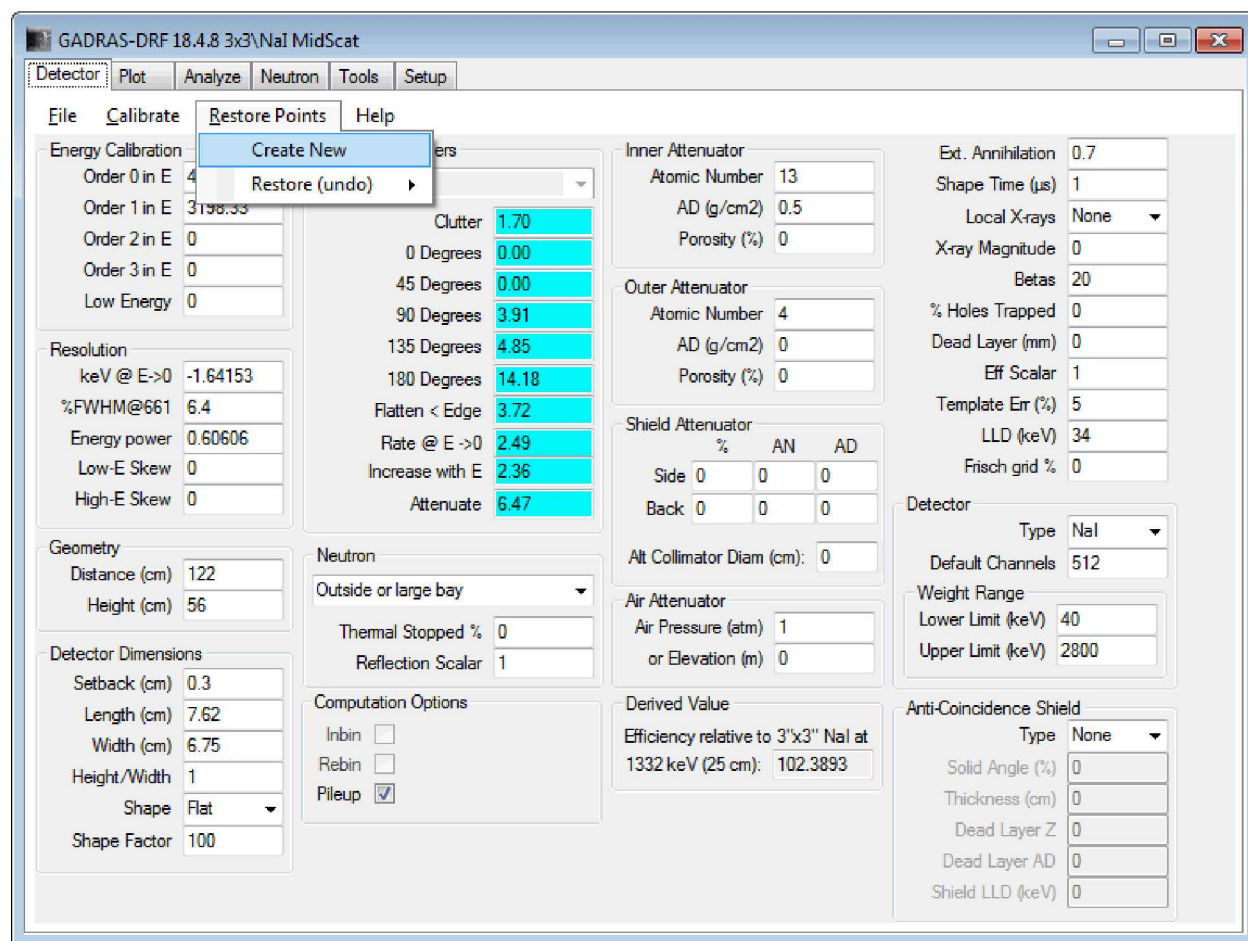 GADRAS-DRF 18.4.8 3x3\NaI MidScat
Detector Plot Analyze Neutron Tools Setup
File Calibrate Restore Points Help
Create New
Restore (undo)
Energy Calibration
Order 0 in E 4
Order 1 in E 3198.33
Order 2 in E 0
Order 3 in E 0
Low Energy 0
Resolution
keV @ E->0 -1.64153
%FWHM@661 6.4
Energy power 0.60606
Low-E Skew 0
High-E Skew 0
Geometry
Distance (cm) 122
Height (cm) 56
Detector Dimensions
Setback (cm) 0.3
Length (cm) 7.62
Width (cm) 6.75
Height/Width 1
Shape Flat
Shape Factor 100
ers
Clutter 1.70
0 Degrees 0.00
45 Degrees 0.00
90 Degrees 3.91
135 Degrees 4.85
180 Degrees 14.18
Flatten < Edge 3.72
Rate @ E ->0 2.49
Increase with E 2.36
Attenuate 6.47
Neutron
Outside or large bay
Thermal Stopped % 0
Reflection Scalar 1
Computation Options
Inbin
Rebin
Pileup
Inner Attenuator
Atomic Number 13
AD (g/cm2) 0.5
Porosity (%) 0
Outer Attenuator
Atomic Number 4
AD (g/cm2) 0
Porosity (%) 0
Shield Attenuator
% AN AD
Side 0 0 0
Back 0 0 0
Alt Collimator Diam (cm): 0
Air Attenuator
Air Pressure (atm) 1
or Elevation (m) 0
Derived Value
Efficiency relative to 3"x3" NaI at
1332 keV (25 cm): 102.3893
Ext. Annihilation 0.7
Shape Time (µs) 1
Local X-rays None
X-ray Magnitude 0
Betas 20
% Holes Trapped 0
Dead Layer (mm) 0
Eff Scalar 1
Template Err (%) 5
LLD (keV) 34
Frisch grid % 0
Detector
Type NaI
Default Channels 512
Weight Range
Lower Limit (keV) 40
Upper Limit (keV) 2800
Anti-Coincidence Shield
Type None
Solid Angle (%) 0
Thickness (cm) 0
Dead Layer Z 0
Dead Layer AD 0
Shield LLD (keV) 0